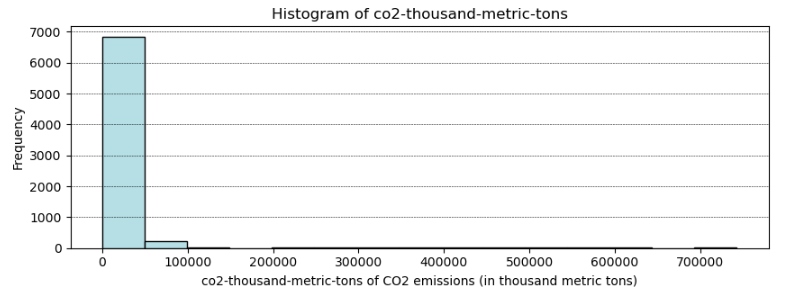 Histogram of co2-thousand-metric-tons
Frequency
7000
6000
5000
4000
3000
2000
1000
0
0 100000 200000 300000 400000 500000 600000 700000
co2-thousand-metric-tons of CO2 emissions (in thousand metric tons)